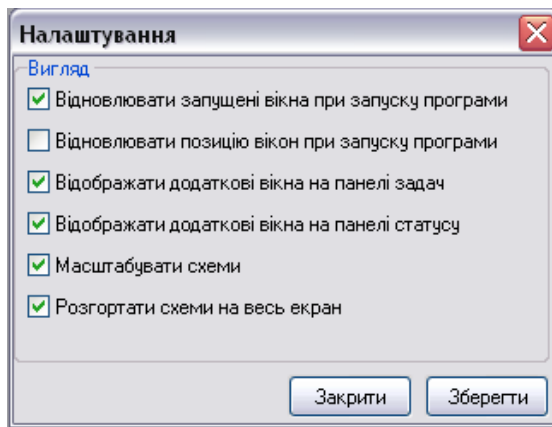 Налаштування
Вигляд
Відновлювати запущені вікна при запуску програми
Відновлювати позицію вікон при запуску програми
Відображати додаткові вікна на панелі задач
Відображати додаткові вікна на панелі статусу
Масштабувати схеми
Розгортати схеми на весь екран
Закрити Зберегти